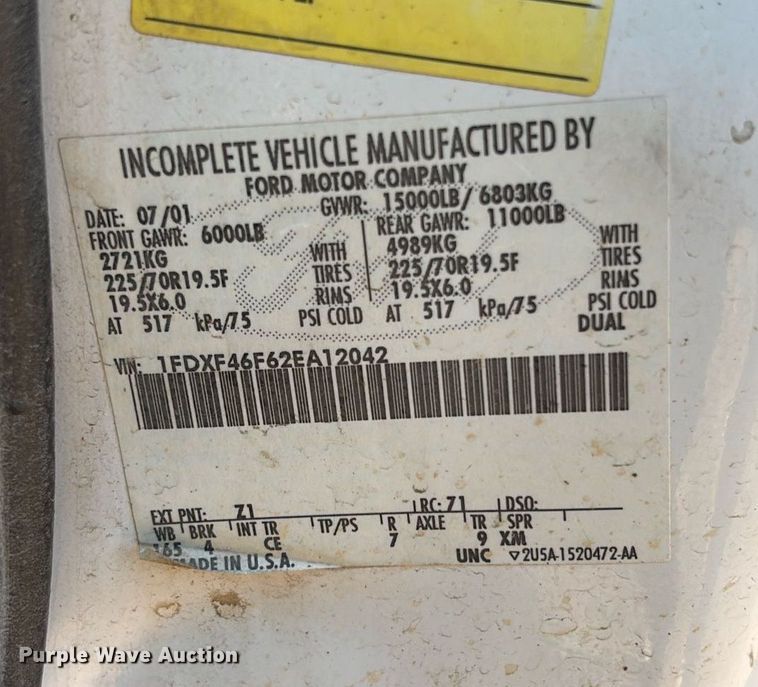 INCOMPLETE VEHICLE MANUFACTURED BY
FORD MOTOR COMPANY
DATE: 07/01 GVWR: 15000LB/ 6803KG
FRONT GAWR: 6000LB REAR GAWR: 11000LB
2721KG WITH 4989KG WITH
225/70R19.5F TIRES 225/70R19.5F TIRES
19.5X6.0 RIMS 19.5X6.0 RIMS
AT 517 kPa/75 PSI COLD AT 517 kPa/75 PSI COLD
DUAL
VIN: 1FDXF46F62EA12042
EXT PNT: Z1 RC: 71 DSO:
WB BRK INT TR TP/PS R AXLE TR SPR
165 4 CE 7 9 XM
MADE IN U.S.A. UNC 2U5A-1520472-AA
Purple Wave Auction